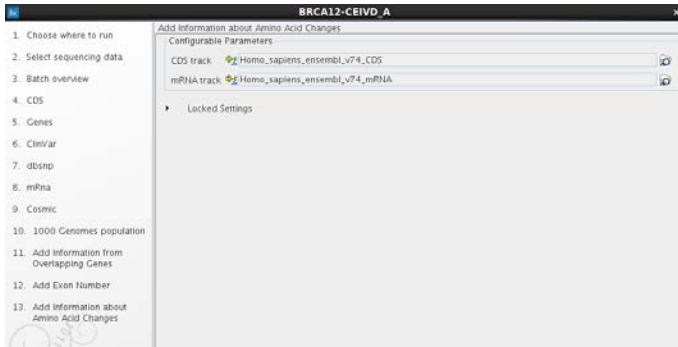 BRCA12-CEIVD_A
1. Choose where to run
2. Select sequencing data
3. Batch overview
4. CDS
5. Genes
6. ClinVar
7. dbsnp
8. mRna
9. Cosmic
10. 1000 Genomes population
11. Add Information from
Overlapping Genes
12. Add Exon Number
13. Add Information about
Amino Acid Changes
Add Information about Amino Acid Changes
Configurable Parameters
CDS track Homo_sapiens_ensembl_v74_CDS
mRNA track Homo_sapiens_ensembl_v74_mRNA
Locked Settings